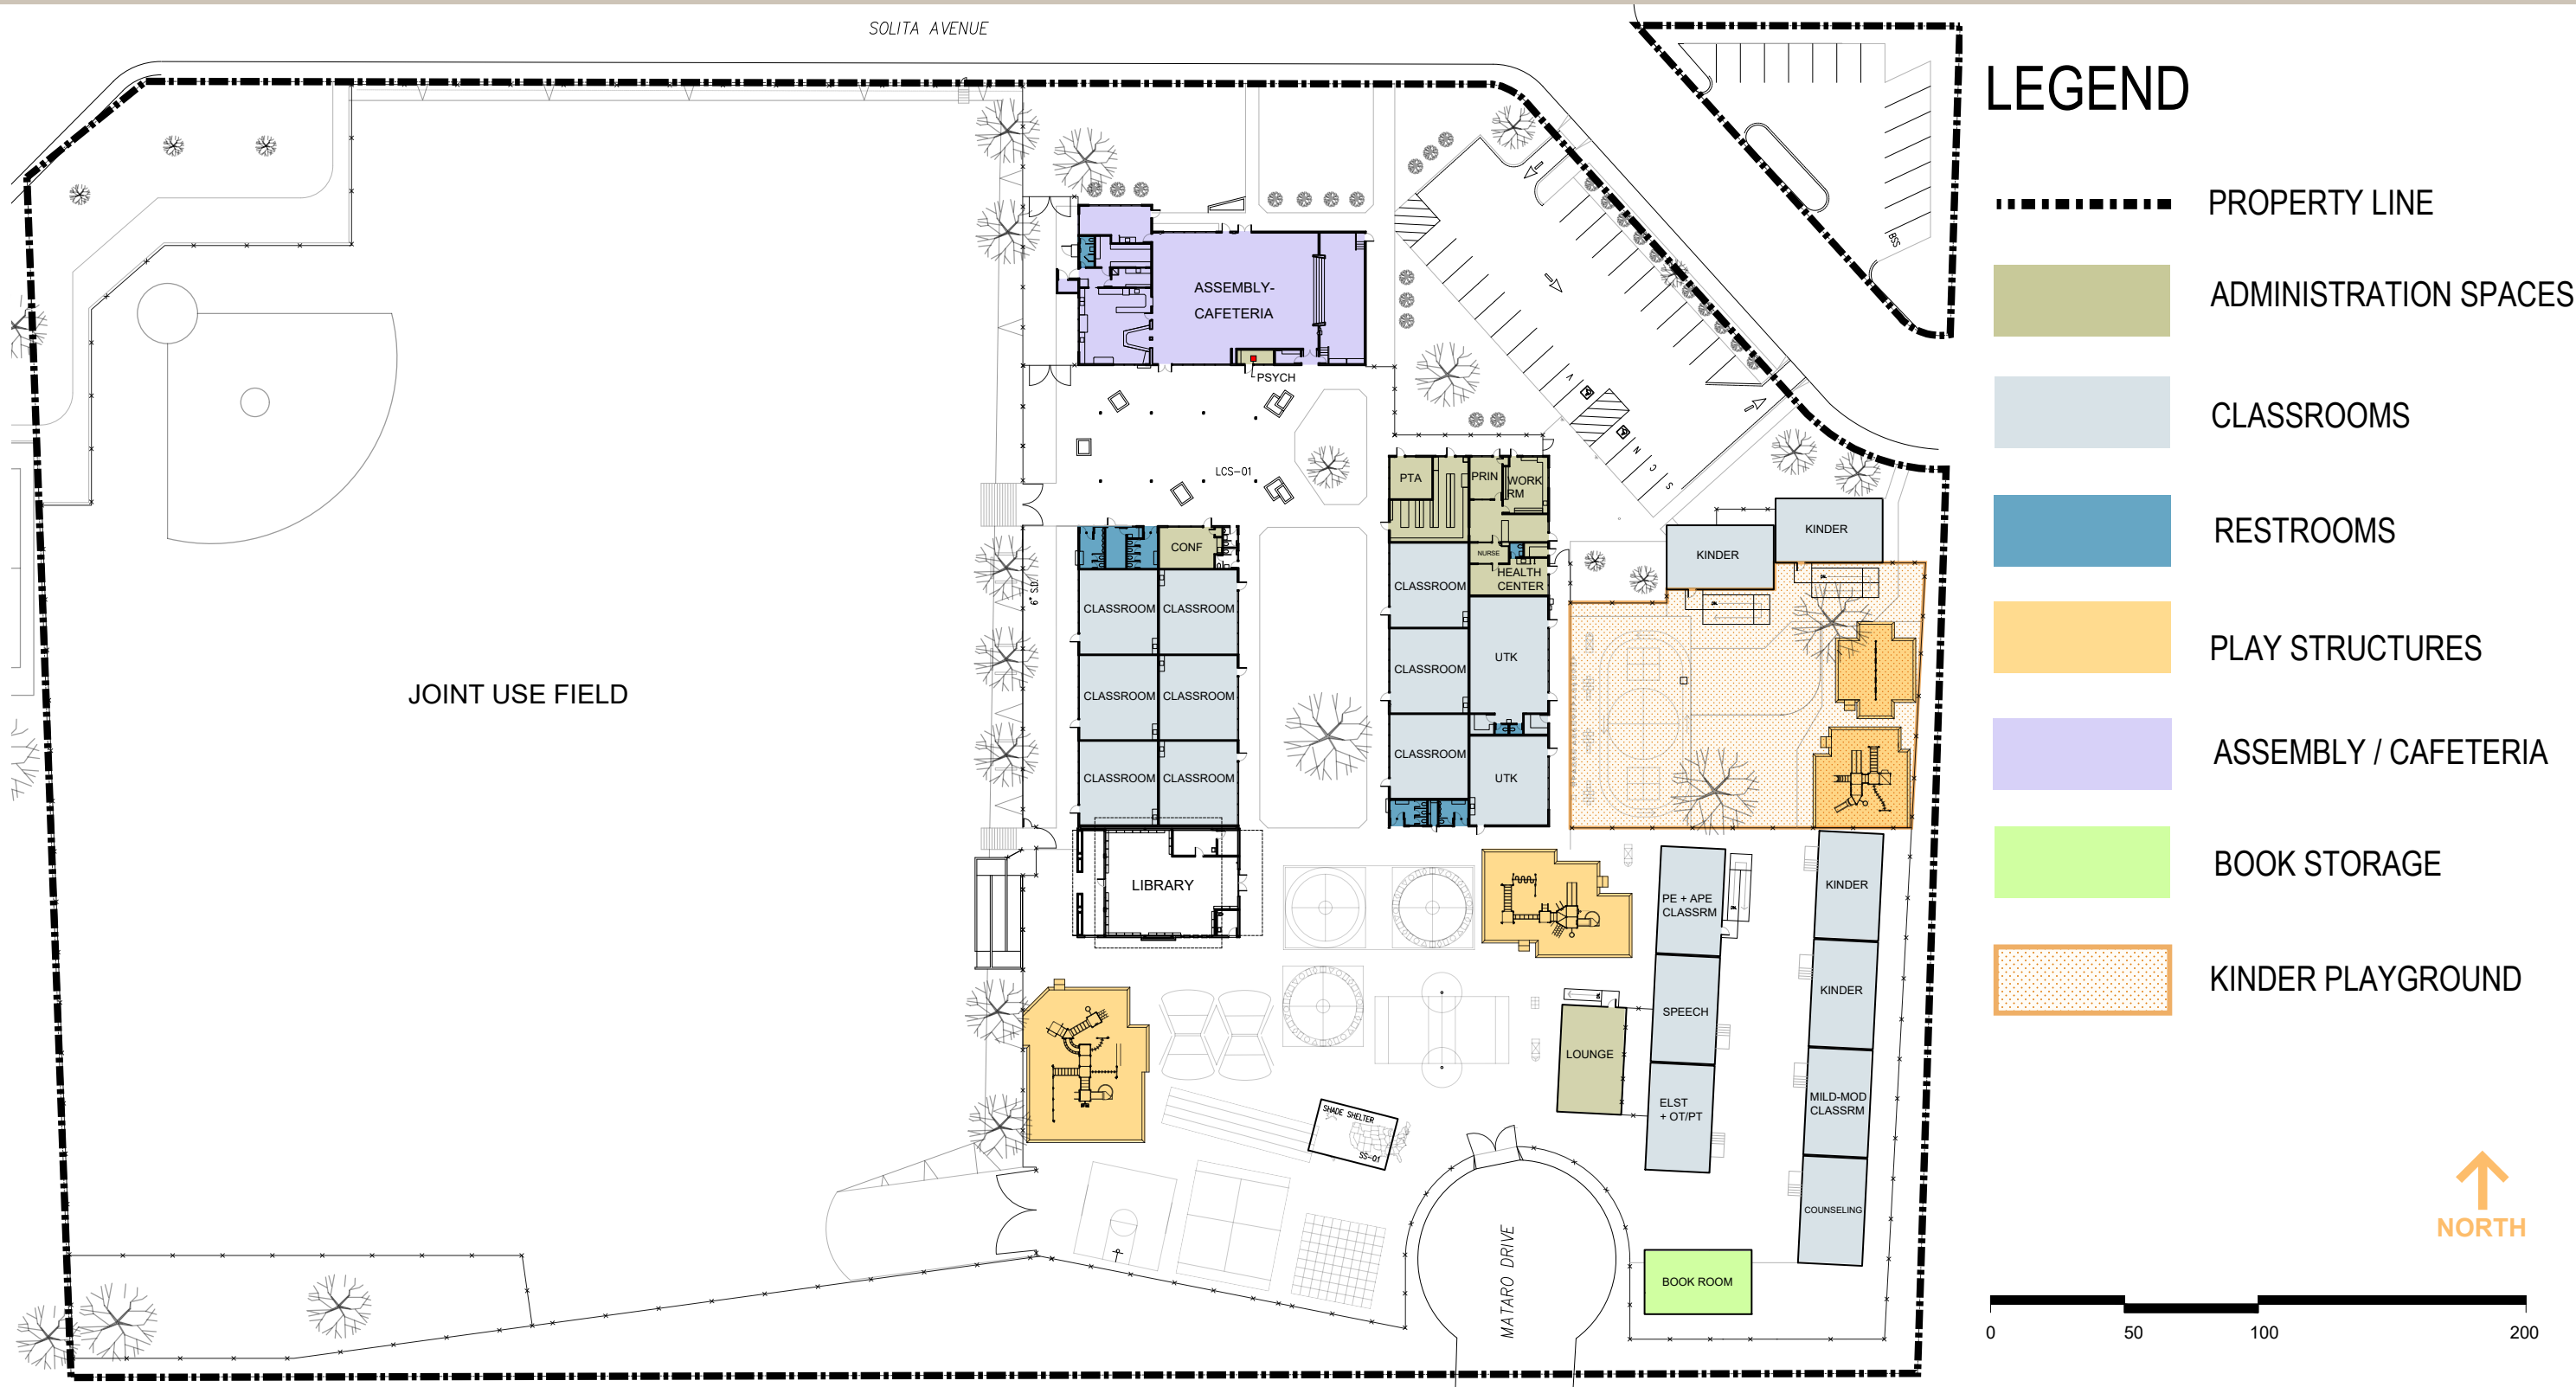 SOLITA AVENUE
LEGEND
PROPERTY LINE
ADMINISTRATION SPACES
CLASSROOMS
RESTROOMS
PLAY STRUCTURES
ASSEMBLY / CAFETERIA
BOOK STORAGE
KINDER PLAYGROUND
NORTH
0
50
100
200
BSS
ASSEMBLY-
CAFETERIA
PSYCH
LCS-01
V
N
C
S
PTA
PRIN
WORK
RM
CONF
NURSE
HEALTH
CENTER
KINDER
KINDER
6" S.D.
CLASSROOM
CLASSROOM
CLASSROOM
UTK
JOINT USE FIELD
CLASSROOM
CLASSROOM
CLASSROOM
CLASSROOM
CLASSROOM
CLASSROOM
UTK
LIBRARY
PE + APE
CLASSRM
KINDER
SPEECH
KINDER
LOUNGE
ELST
+ OT/PT
MILD-MOD
CLASSRM
SHADE SHELTER
SS-01
COUNSELING
MATARO DRIVE
BOOK ROOM